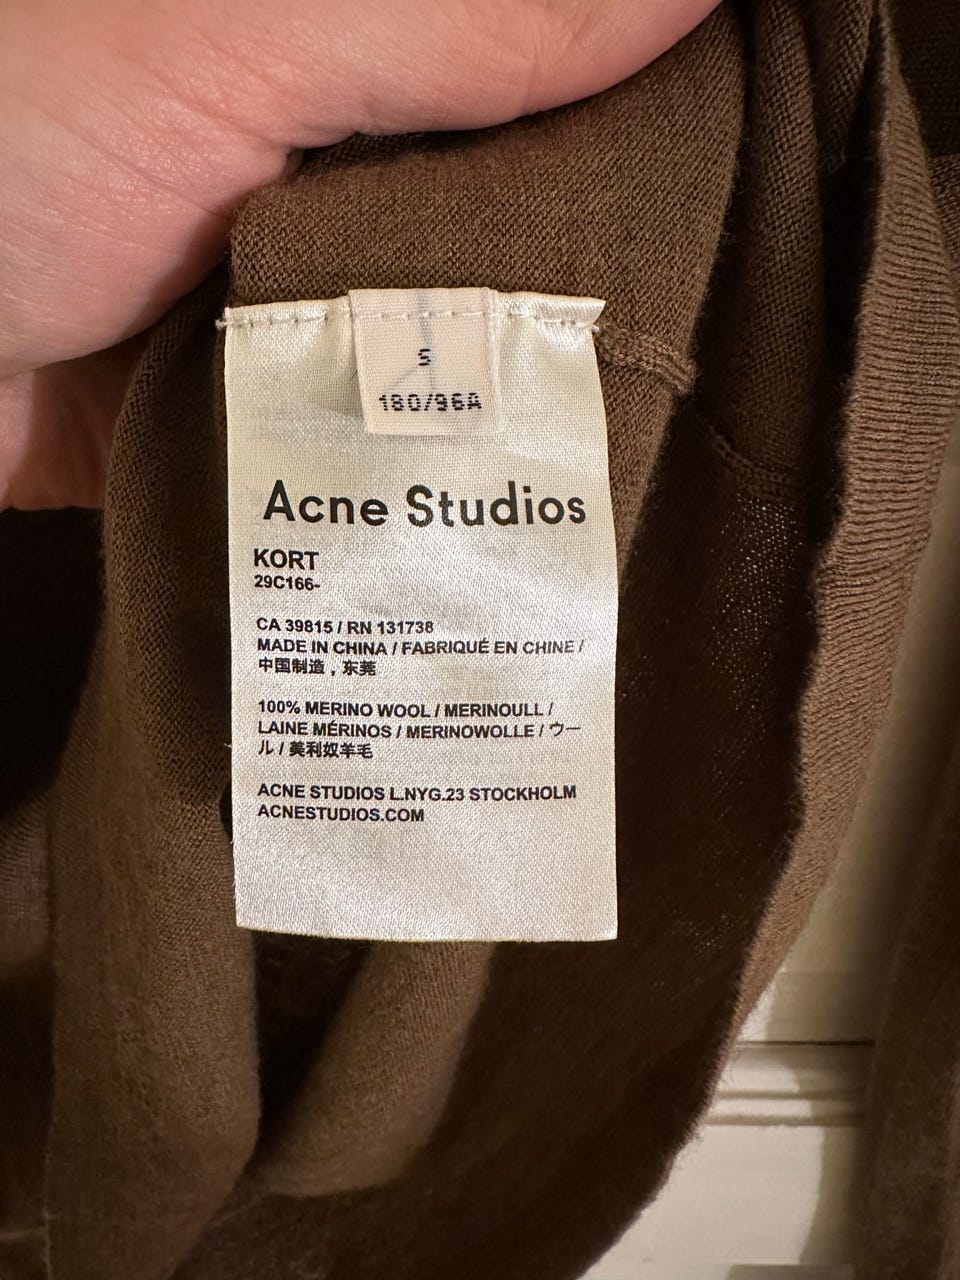 S
180/96A
Acne Studios
KORT
29C166-
CA 39815 / RN 131738
MADE IN CHINA / FABRIQUÉ EN CHINE /
中国制造，东莞
100% MERINO WOOL / MERINOULL /
LAINE MÉRINOS / MERINOWOLLE / ウー
ル / 美利奴羊毛
ACNE STUDIOS L.NYG.23 STOCKHOLM
ACNESTUDIOS.COM